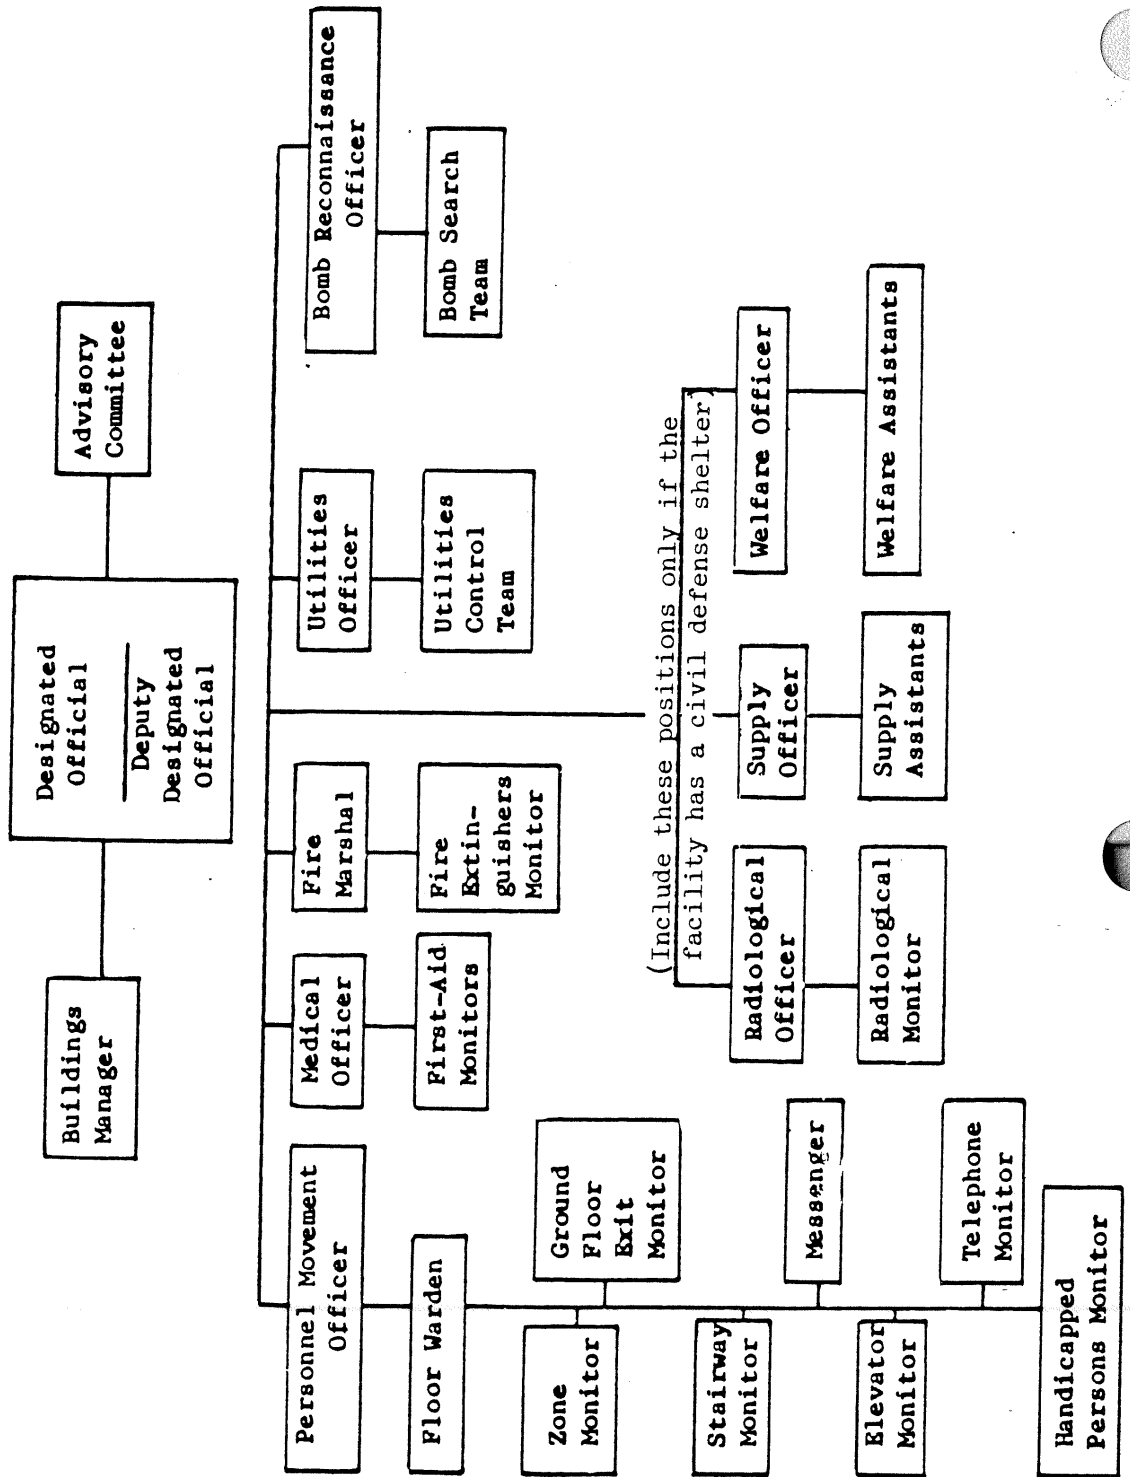 Designated
Official
Deputy
Designated
Official
Buildings
Manager
Advisory
Committee
Personnel Movement
Officer
Medical
Officer
Fire
Marshal
Utilities
Officer
Bomb Reconnaissance
Officer
Floor Warden
First-Aid
Monitors
Fire
Extin-
guishers
Monitor
Utilities
Control
Team
Bomb Search
Team
Zone
Monitor
Ground
Floor
Exit
Monitor
Stairway
Monitor
Messenger
Elevator
Monitor
Telephone
Monitor
Handicapped
Persons Monitor
(Include these positions only if the
facility has a civil defense shelter)
Radiological
Officer
Supply
Officer
Welfare Officer
Radiological
Monitor
Supply
Assistants
Welfare Assistants